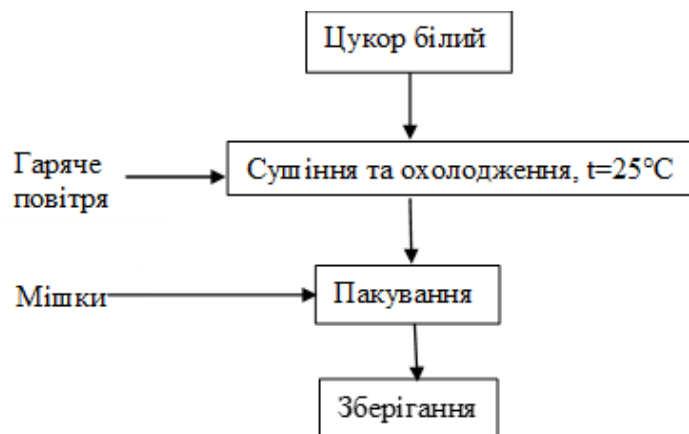 Цукор білий
Гаряче
повітря
Сушіння та охолодження, t=25°C
Мішки
Пакування
Зберігання